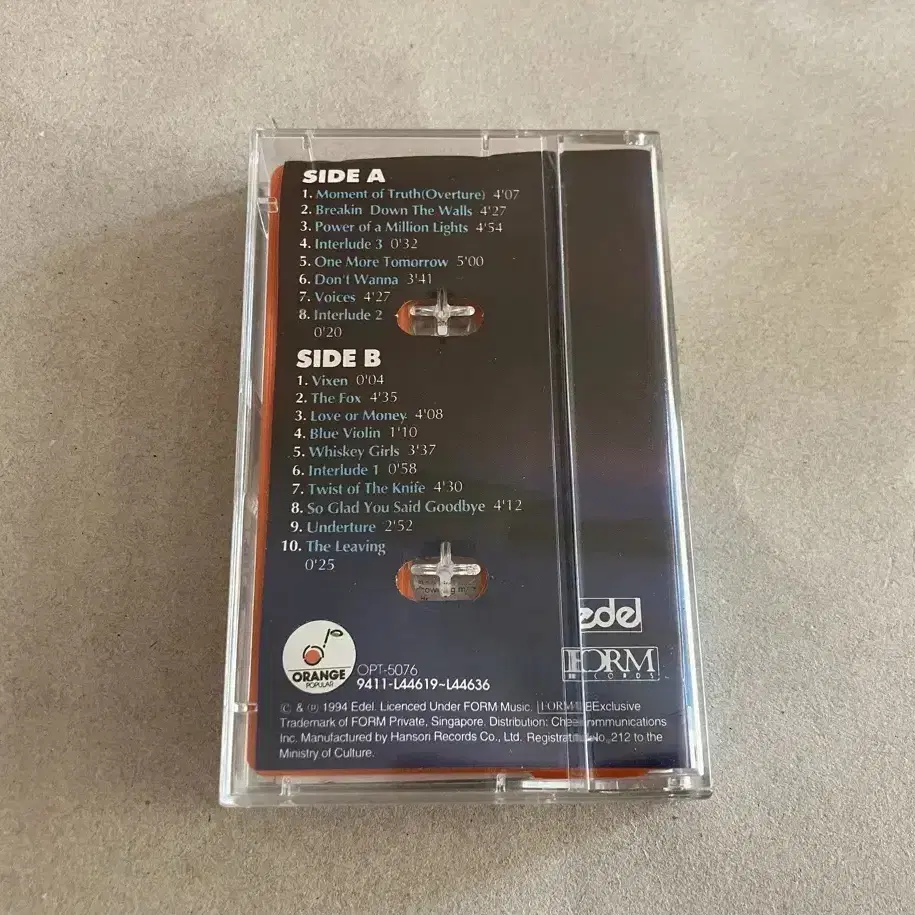 SIDE A
1. Moment of Truth(Overture) 4'07
2. Breakin Down The Walls 4'27
3. Power of a Million Lights 4'54
4. Interlude 3 0'32
5. One More Tomorrow 5'00
6. Don't Wanna 3'41
7. Voices 4'27
8. Interlude 2
0'20
SIDE B
1. Vixen 0'04
2. The Fox 4'35
3. Love or Money 4'08
4. Blue Violin 1'10
5. Whiskey Girls 3'37
6. Interlude 1 0'58
7. Twist of The Knife 4'30
8. So Glad You Said Goodbye 4'12
9. Underture 2'52
10. The Leaving
0'25
edel
FORM
RECORDS
ORANGE
POPULAR
OPT-5076
9411-L44619~L44636
© & ℗ 1994 Edel. Licenced Under FORM Music. FORM Exclusive
Trademark of FORM Private, Singapore. Distribution:
Inc. Manufactured by Hanson Records Co., Ltd. 212 to the
Ministry of Culture.